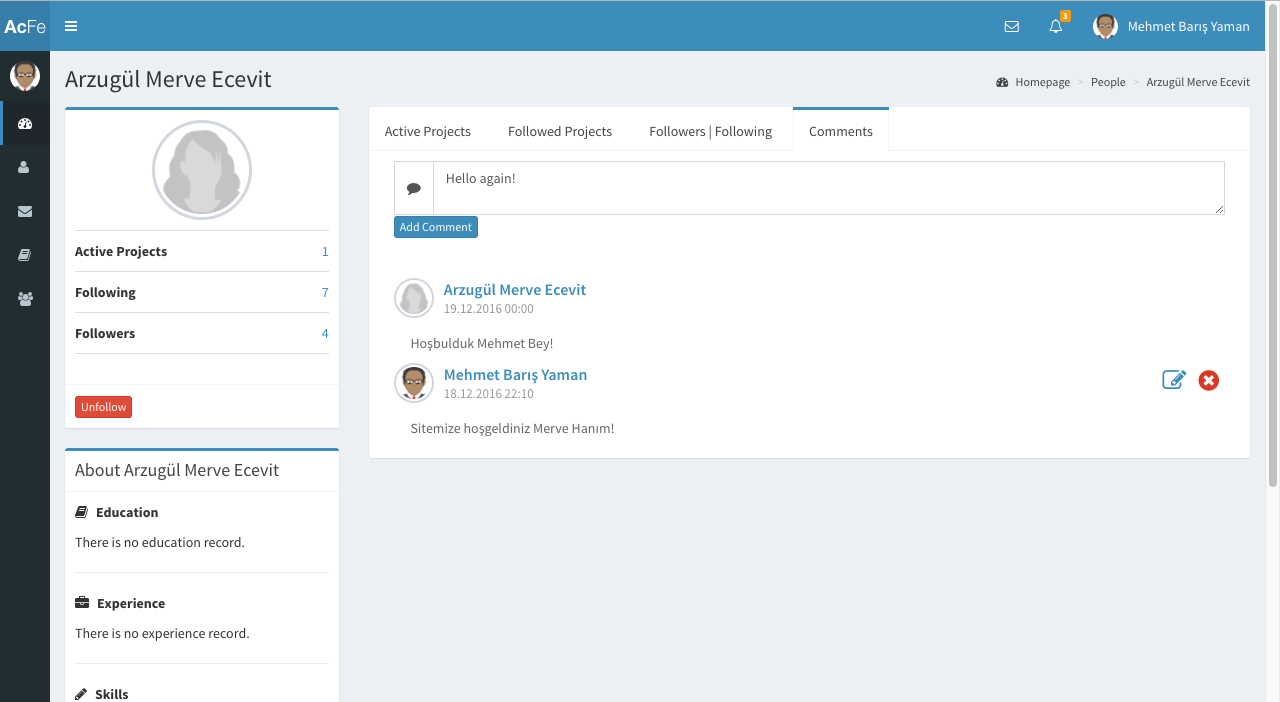 AcFe
3
Mehmet Barış Yaman
Arzugül Merve Ecevit
Homepage > People > Arzugül Merve Ecevit
Active Projects 1
Following 7
Followers 4
Unfollow
About Arzugül Merve Ecevit
Education
There is no education record.
Experience
There is no experience record.
Skills
Active Projects Followed Projects Followers | Following Comments
Hello again!
Add Comment
Arzugül Merve Ecevit
19.12.2016 00:00
Hoşbulduk Mehmet Bey!
Mehmet Barış Yaman
18.12.2016 22:10
Sitemize hoşgeldiniz Merve Hanım!